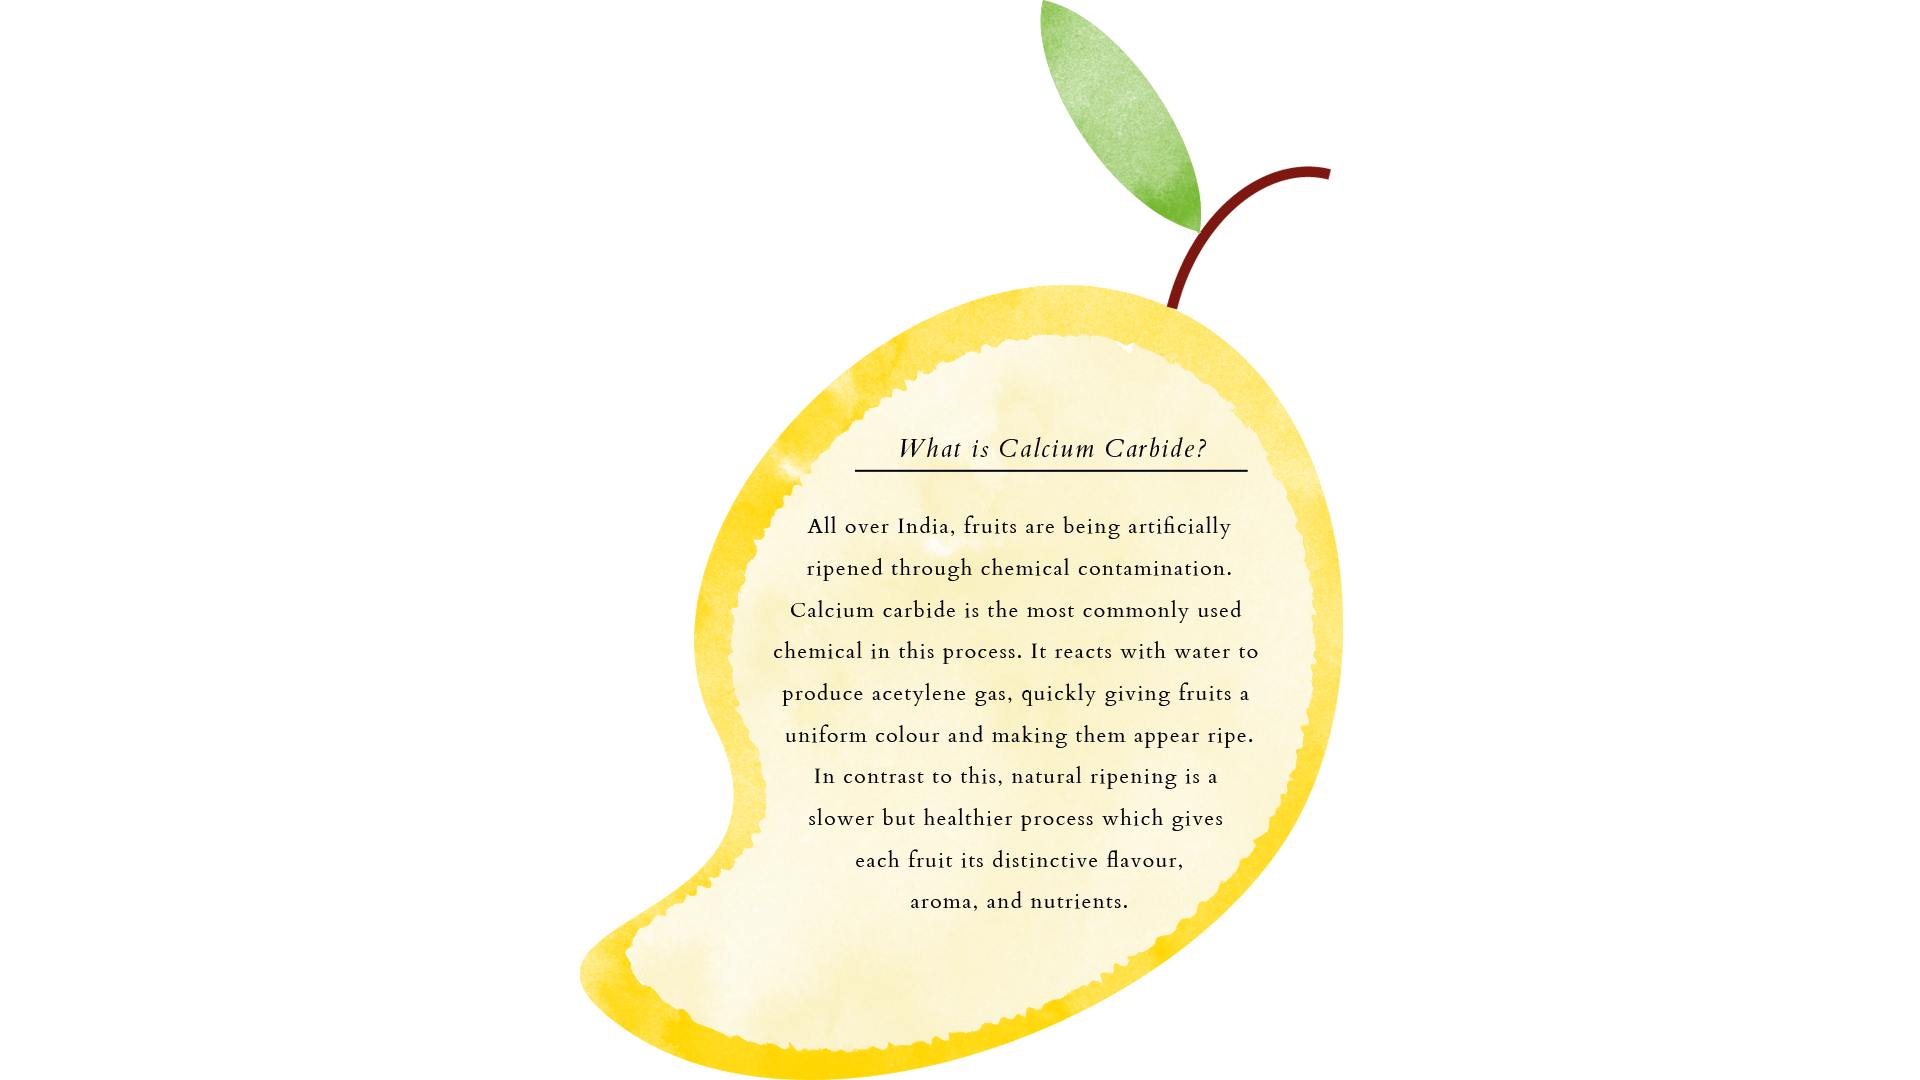 What is Calcium Carbide?
All over India, fruits are being artificially
ripened through chemical contamination.
Calcium carbide is the most commonly used
chemical in this process. It reacts with water to
produce acetylene gas, quickly giving fruits a
uniform colour and making them appear ripe.
In contrast to this, natural ripening is a
slower but healthier process which gives
each fruit its distinctive flavour,
aroma, and nutrients.